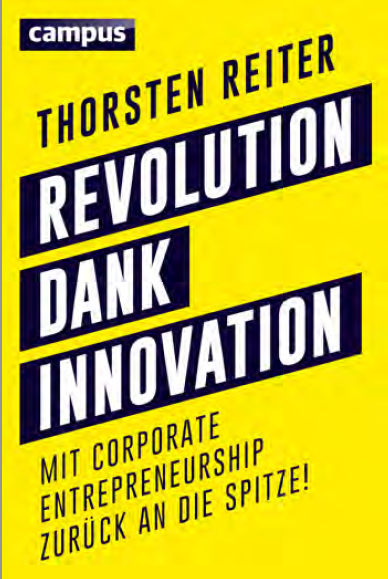 campus
THORSTEN REITER
REVOLUTION
DANK
INNOVATION
MIT CORPORATE
ENTREPRENEURSHIP
ZURÜCK AN DIE SPITZE!